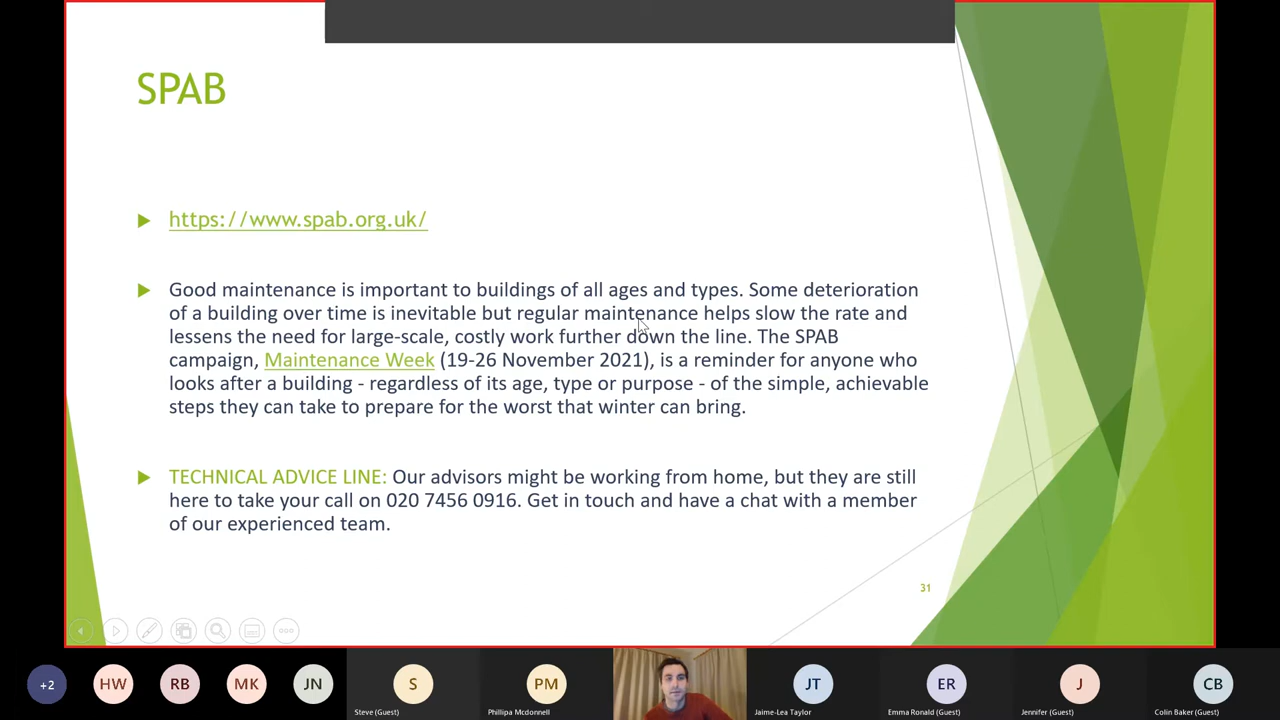 SPAB
https://www.spab.org.uk/
Good maintenance is important to buildings of all ages and types. Some deterioration
of a building over time is inevitable but regular maintenance helps slow the rate and
lessens the need for large-scale, costly work further down the line. The SPAB
campaign, Maintenance Week (19-26 November 2021), is a reminder for anyone who
looks after a building - regardless of its age, type or purpose - of the simple, achievable
steps they can take to prepare for the worst that winter can bring.
TECHNICAL ADVICE LINE: Our advisors might be working from home, but they are still
here to take your call on 020 7456 0916. Get in touch and have a chat with a member
of our experienced team.
31
+2 HW RB MK JN S PM JT ER J CB
Steve (Guest) Phillipa Mcdonnell Jaime-Lea Taylor Emma Ronald (Guest) Jennifer (Guest) Colin Baker (Guest)